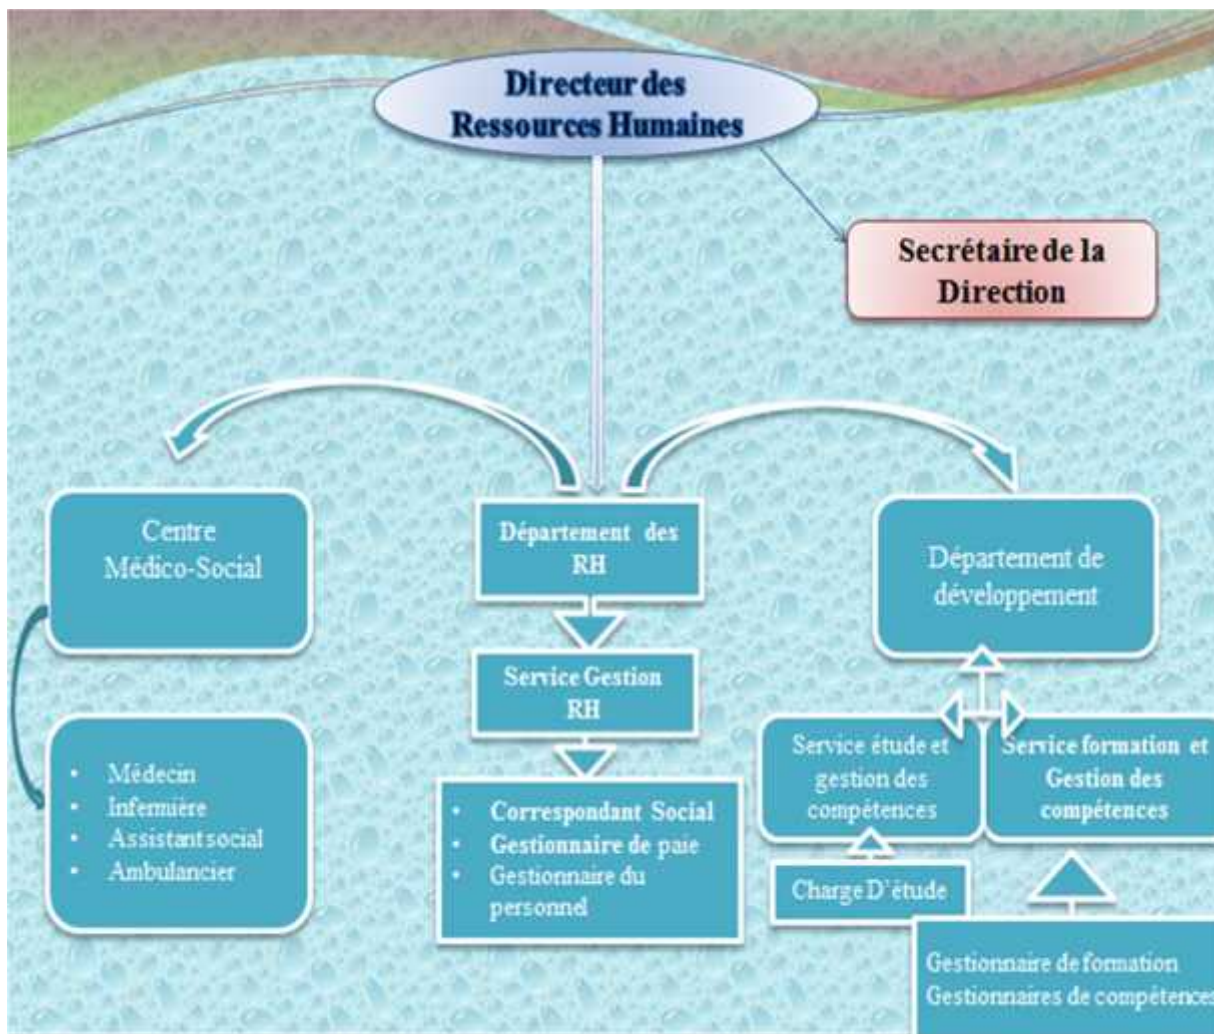 Directeur des
Ressources Humaines
Secrétaire de la
Direction
Centre
Médico-Social
Département des
RH
Département de
développement
Service Gestion
RH
• Médecin
• Infermière
• Assistant social
• Ambulancier
• Correspondant Social
• Gestionnaire de paie
• Gestionnaire du
personnel
Service étude et
gestion des
compétences
Service formation et
Gestion des
compétences
Charge D'étude
Gestionnaire de formation
Gestionnaires de compétences